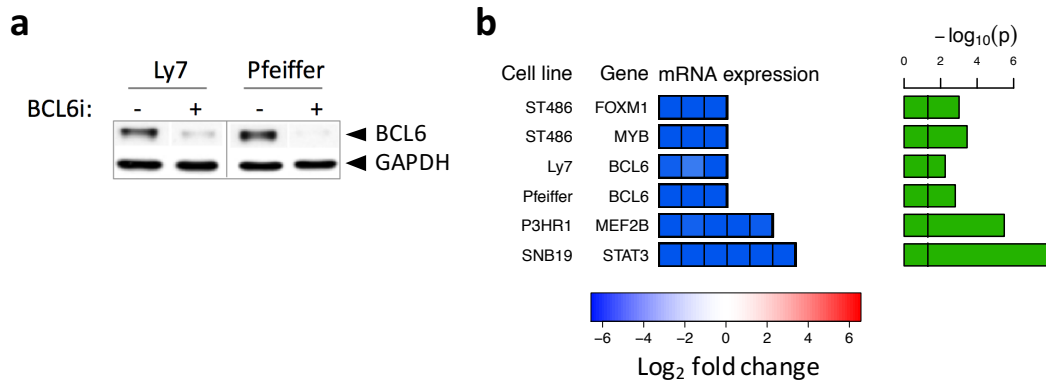 a
Ly7 Pfeiffer
BCL6i: - + - +
BCL6
GAPDH
b
−log10(p)
Cell line Gene mRNA expression
0 2 4 6
ST486 FOXM1
ST486 MYB
Ly7 BCL6
Pfeiffer BCL6
P3HR1 MEF2B
SNB19 STAT3
−6 −4 −2 0 2 4 6
Log2 fold change